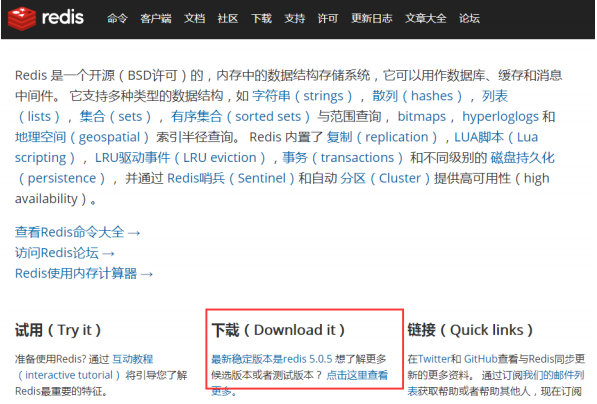 redis 命令 客户端 文档 社区 下载 支持 许可 更新日志 文章大全 论坛
Redis 是一个开源（BSD许可）的，内存中的数据结构存储系统，它可以用作数据库、缓存和消息
中间件。 它支持多种类型的数据结构，如 字符串（strings）， 散列（hashes）， 列表
（lists）， 集合（sets）， 有序集合（sorted sets）与范围查询， bitmaps， hyperloglogs 和
地理空间（geospatial） 索引半径查询。 Redis 内置了 复制（replication），LUA脚本（Lua
scripting）， LRU驱动事件（LRU eviction），事务（transactions） 和不同级别的 磁盘持久化
（persistence）， 并通过 Redis哨兵（Sentinel）和自动 分区（Cluster）提供高可用性（high
availability）。
查看Redis命令大全 →
访问Redis论坛 →
Redis使用内存计算器 →
试用（Try it）
准备使用Redis? 通过 互动教程
（interactive tutorial） 将引导您了解
Redis最重要的特征。
下载（Download it）
最新稳定版本是redis 5.0.5 想了解更多
候选版本或者测试版本？ 点击这里查看
更多。
链接（Quick links）
在Twitter和 GitHub查看与Redis同步更
新的更多资料。 通过订阅我们的邮件列
表获取帮助或者帮助其他人，现在订阅